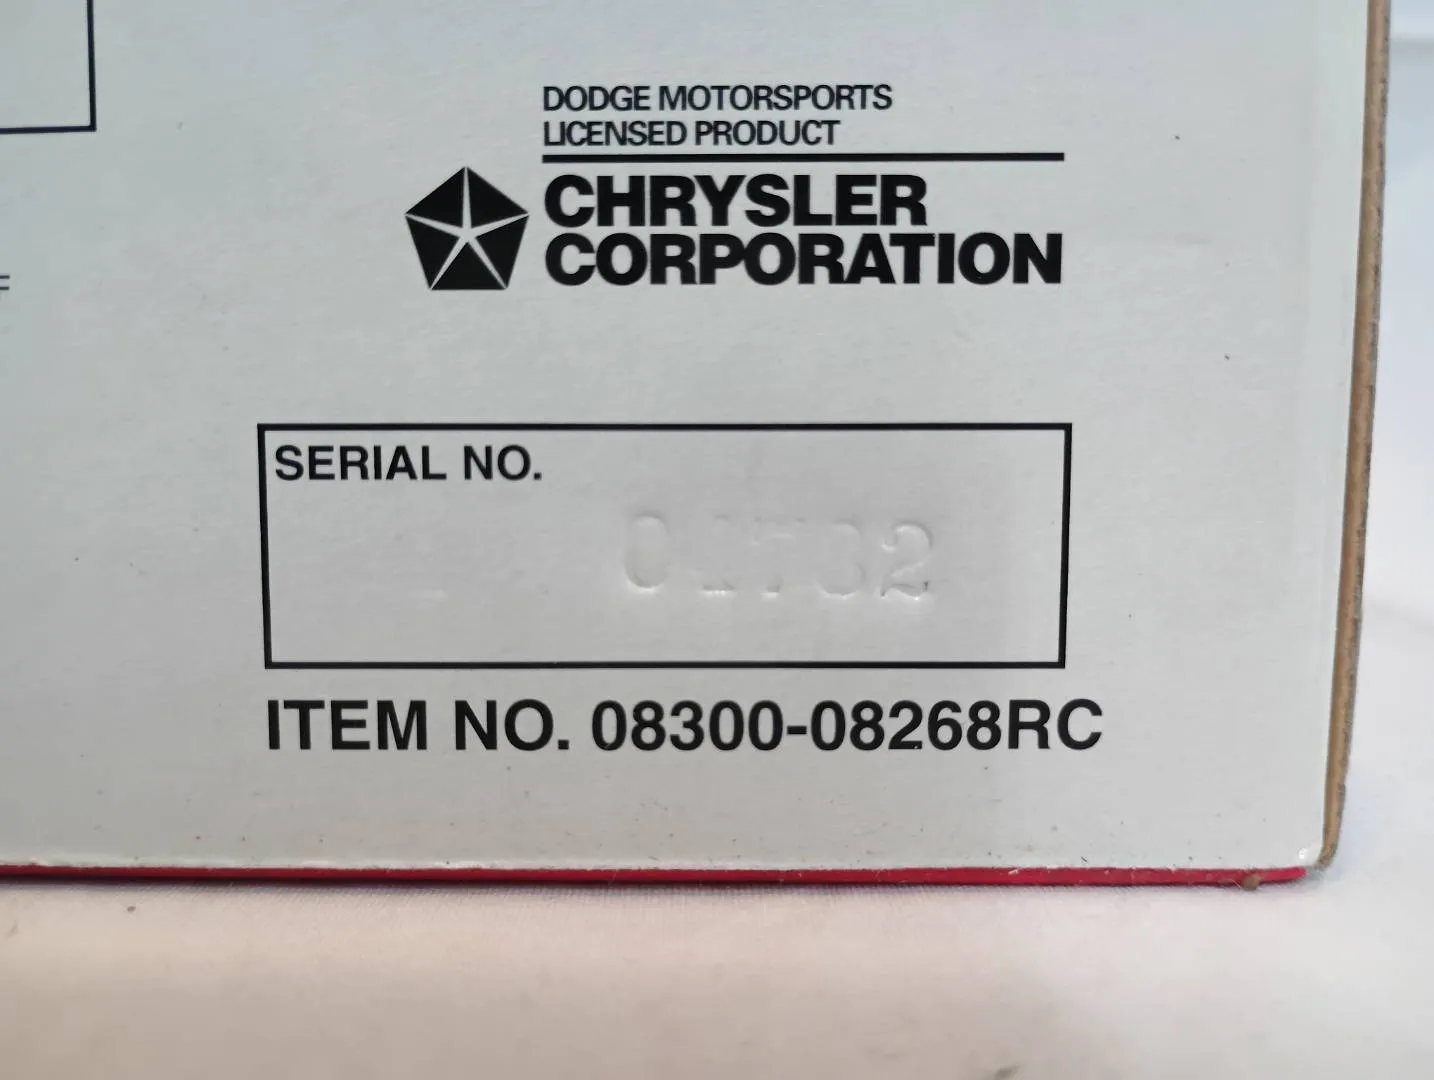 DODGE MOTORSPORTS
LICENSED PRODUCT
CHRYSLER
CORPORATION
SERIAL NO.
ITEM NO. 08300-08268RC